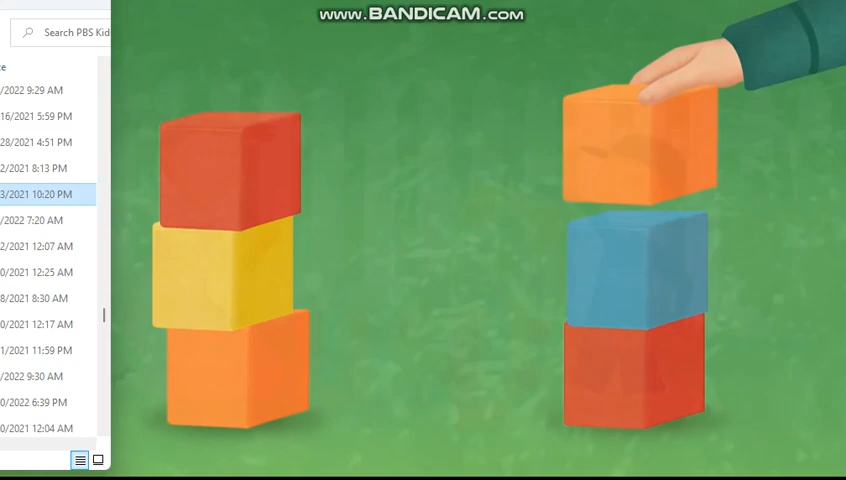 www.BANDICAM.com
Search PBS Kid
te
/2022 9:29 AM
16/2021 5:59 PM
28/2021 4:51 PM
2/2021 8:13 PM
3/2021 10:20 PM
/2022 7:20 AM
2/2021 12:07 AM
0/2021 12:25 AM
8/2021 8:30 AM
0/2021 12:17 AM
1/2021 11:59 PM
/2022 9:30 AM
0/2022 6:39 PM
0/2021 12:04 AM